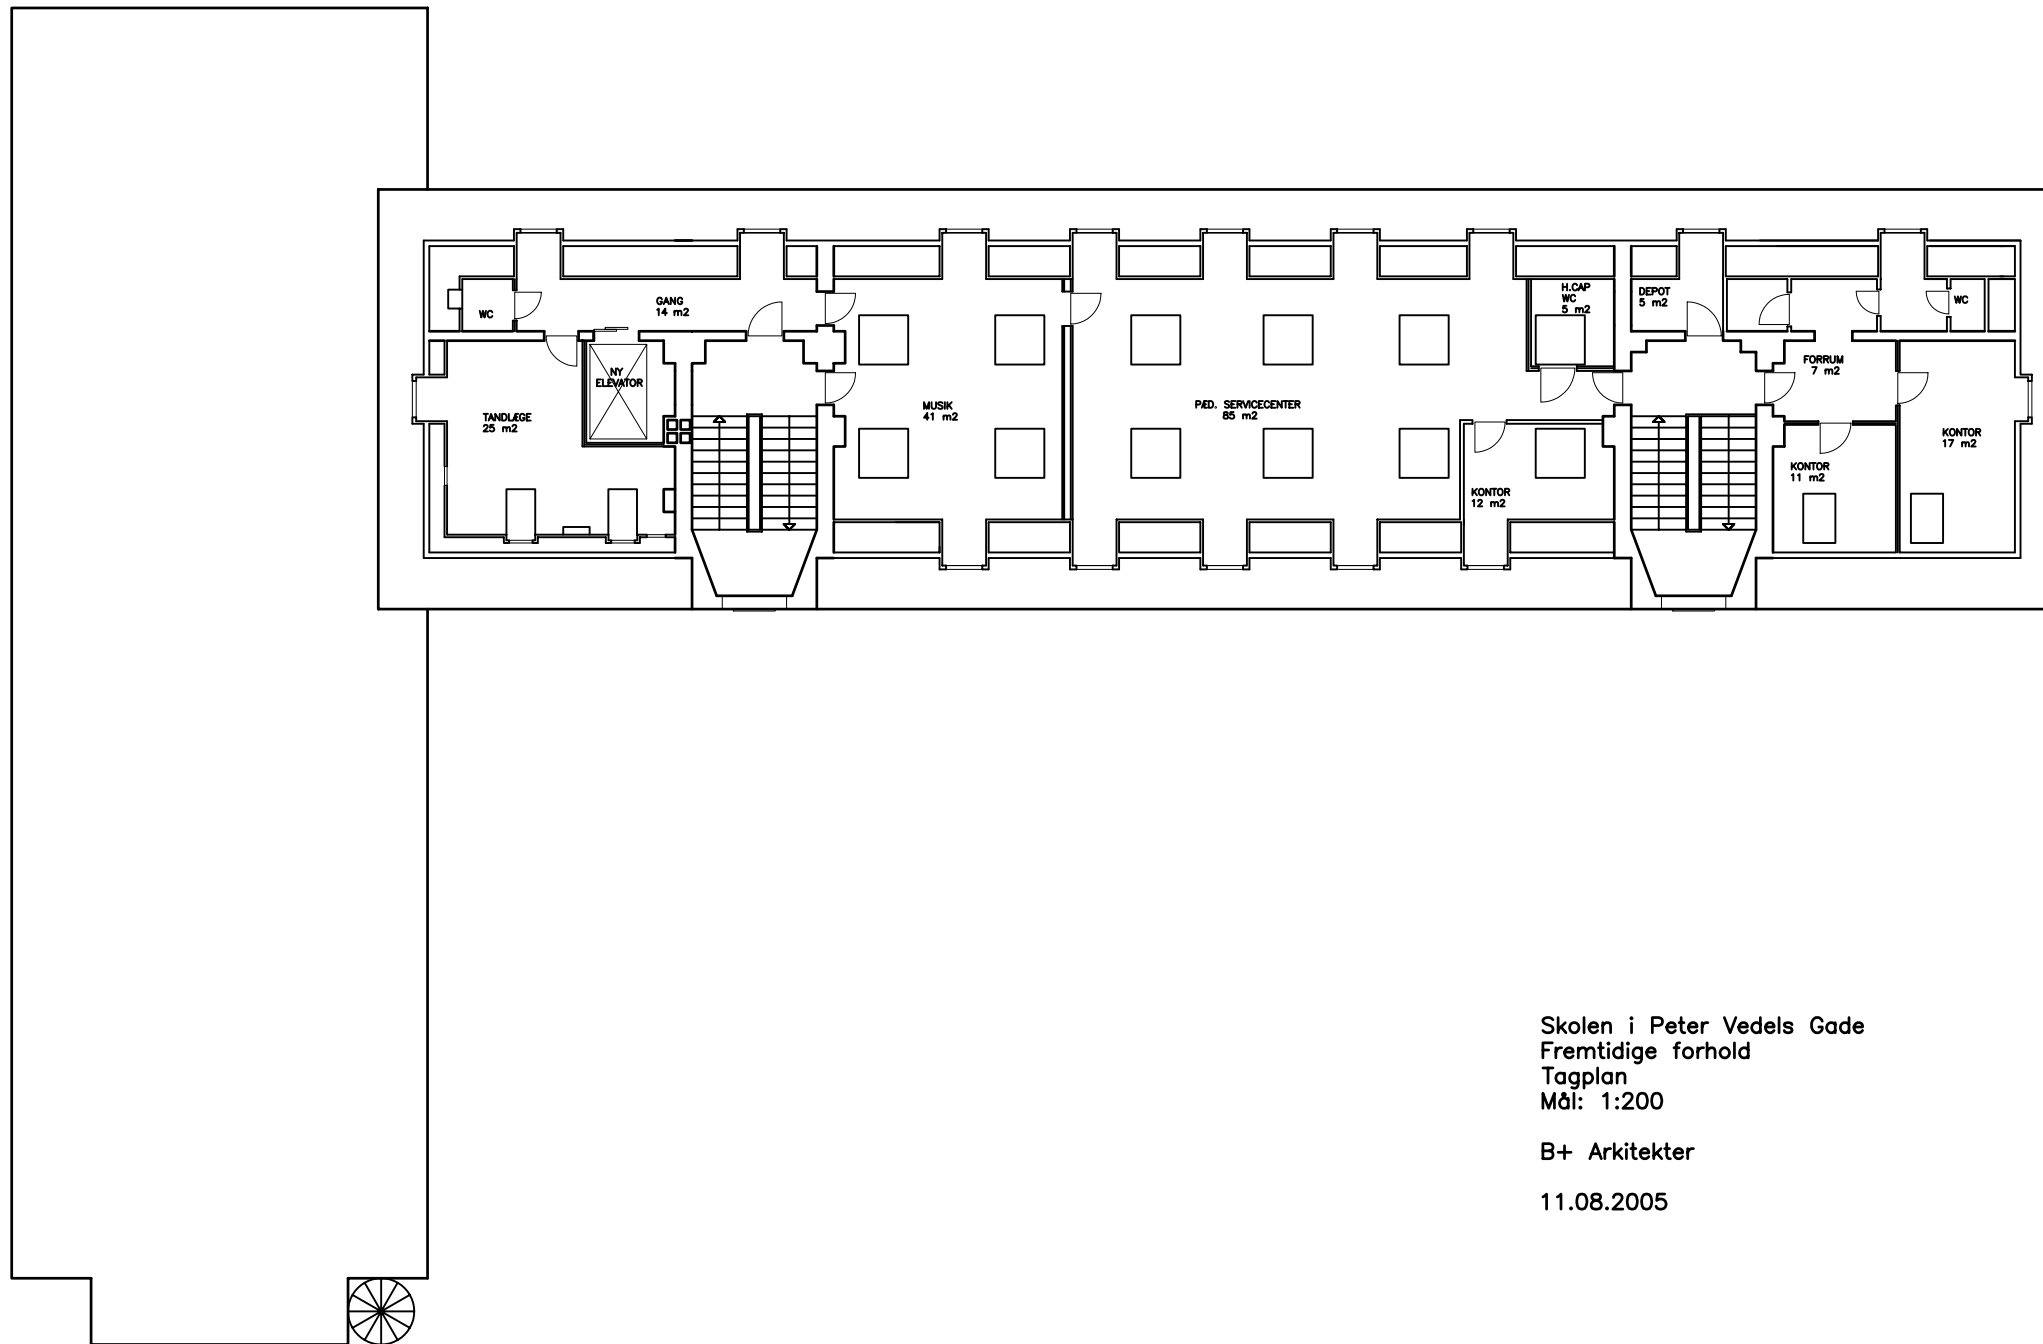 GANG
14 m2
WC
NY
ELEVATOR
TANDLÆGE
25 m2
MUSIK
41 m2
PÆD. SERVICECENTER
85 m2
H.CAP
WC
5 m2
KONTOR
12 m2
DEPOT
5 m2
WC
FORRUM
7 m2
KONTOR
11 m2
KONTOR
17 m2
Skolen i Peter Vedels Gade
Fremtidige forhold
Tagplan
Mål: 1:200
B+ Arkitekter
11.08.2005